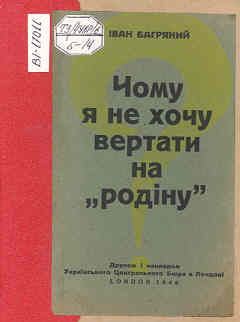 ІВАН БАГРЯНИЙ
Чому
я не хочу
вертати
на
„родіну"
Друком і накладом
Українського Центрального Бюра в Лондоні
LONDON 1946